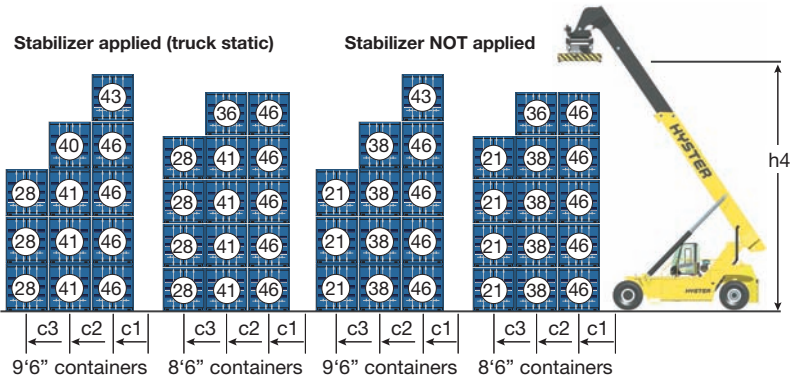 Stabilizer applied (truck static)
43
40 46
28 41 46
28 41 46
28 41 46
c3 c2 c1
9‘6” containers
36 46
28 41 46
28 41 46
28 41 46
28 41 46
c3 c2 c1
8‘6” containers
Stabilizer NOT applied
43
38 46
21 38 46
21 38 46
21 38 46
c3 c2 c1
9‘6” containers
36 46
21 38 46
21 38 46
21 38 46
21 38 46
c3 c2 c1
8‘6” containers
HYSTER
HYSTER
h4